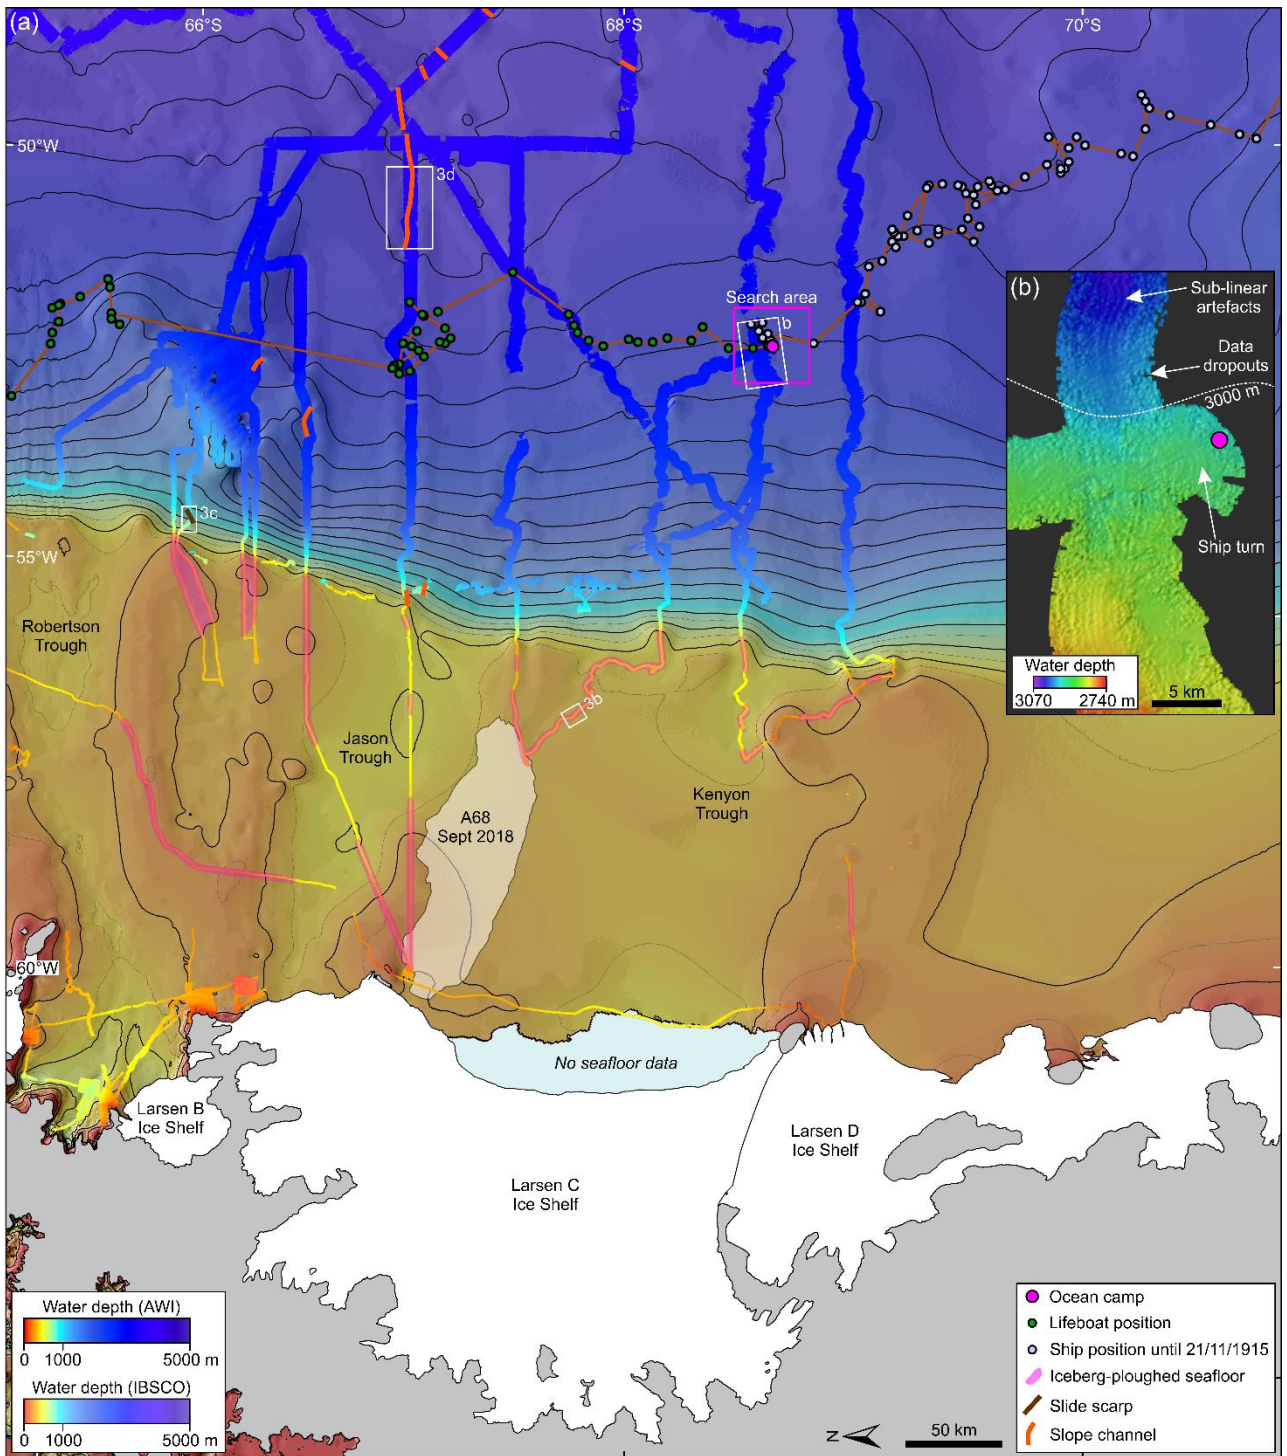 (a)
66°S
68°S
70°S
50°W
3d
Search area
b
(b)
Sub-linear
artefacts
Data
dropouts
3000 m
Ship turn
Water depth
3070
2740 m
5 km
3c
55°W
Robertson
Trough
Jason
Trough
3b
A68
Sept 2018
Kenyon
Trough
60°W
No seafloor data
Larsen B
Ice Shelf
Larsen D
Ice Shelf
Larsen C
Ice Shelf
Water depth (AWI)
0 1000 5000 m
Water depth (IBSCO)
0 1000 5000 m
N
50 km
Ocean camp
Lifeboat position
Ship position until 21/11/1915
Iceberg-ploughed seafloor
Slide scarp
Slope channel